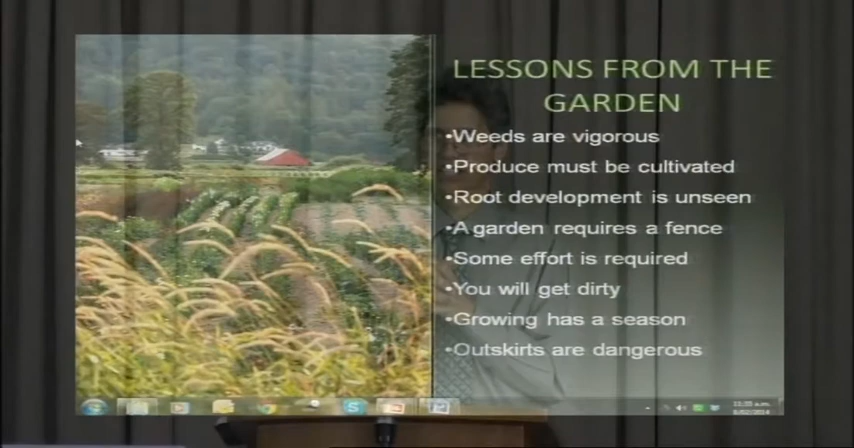 LESSONS FROM THE
GARDEN
•Weeds are vigorous
•Produce must be cultivated
•Root development is unseen
•A garden requires a fence
•Some effort is required
•You will get dirty
•Growing has a season
•Outskirts are dangerous